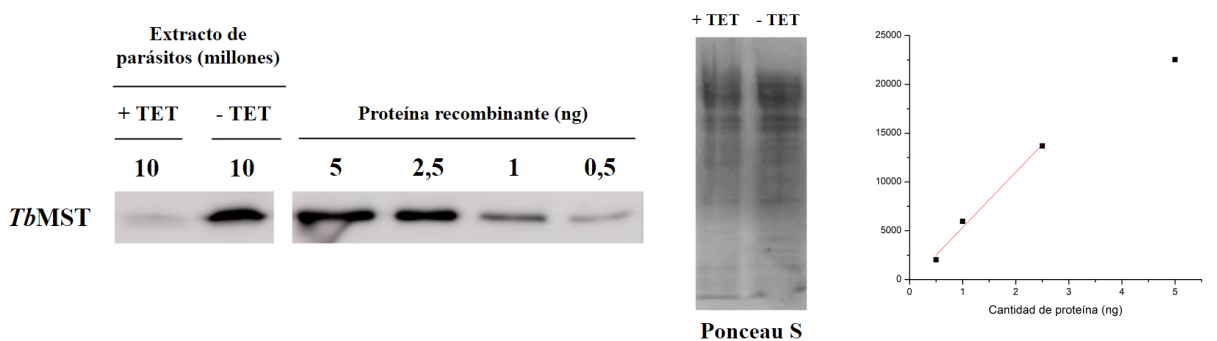 Extracto de
parásitos (millones)
+ TET - TET
Proteína recombinante (ng)
10 10 5 2,5 1 0,5
TbMST
+ TET - TET
Ponceau S
25000
20000
15000
10000
5000
0
0 1 2 3 4 5
Cantidad de proteína (ng)